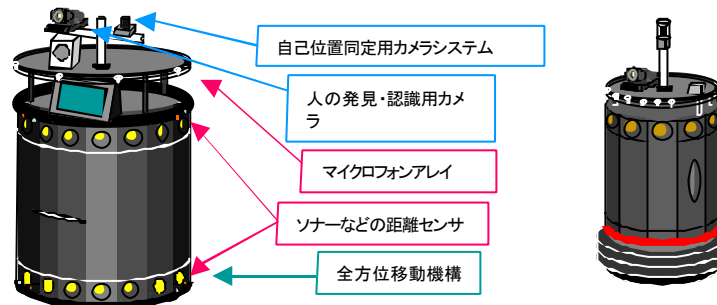 自己位置同定用カメラシステム
人の発見・認識用カメ
ラ
マイクロフォンアレイ
ソナーなどの距離センサ
全方位移動機構